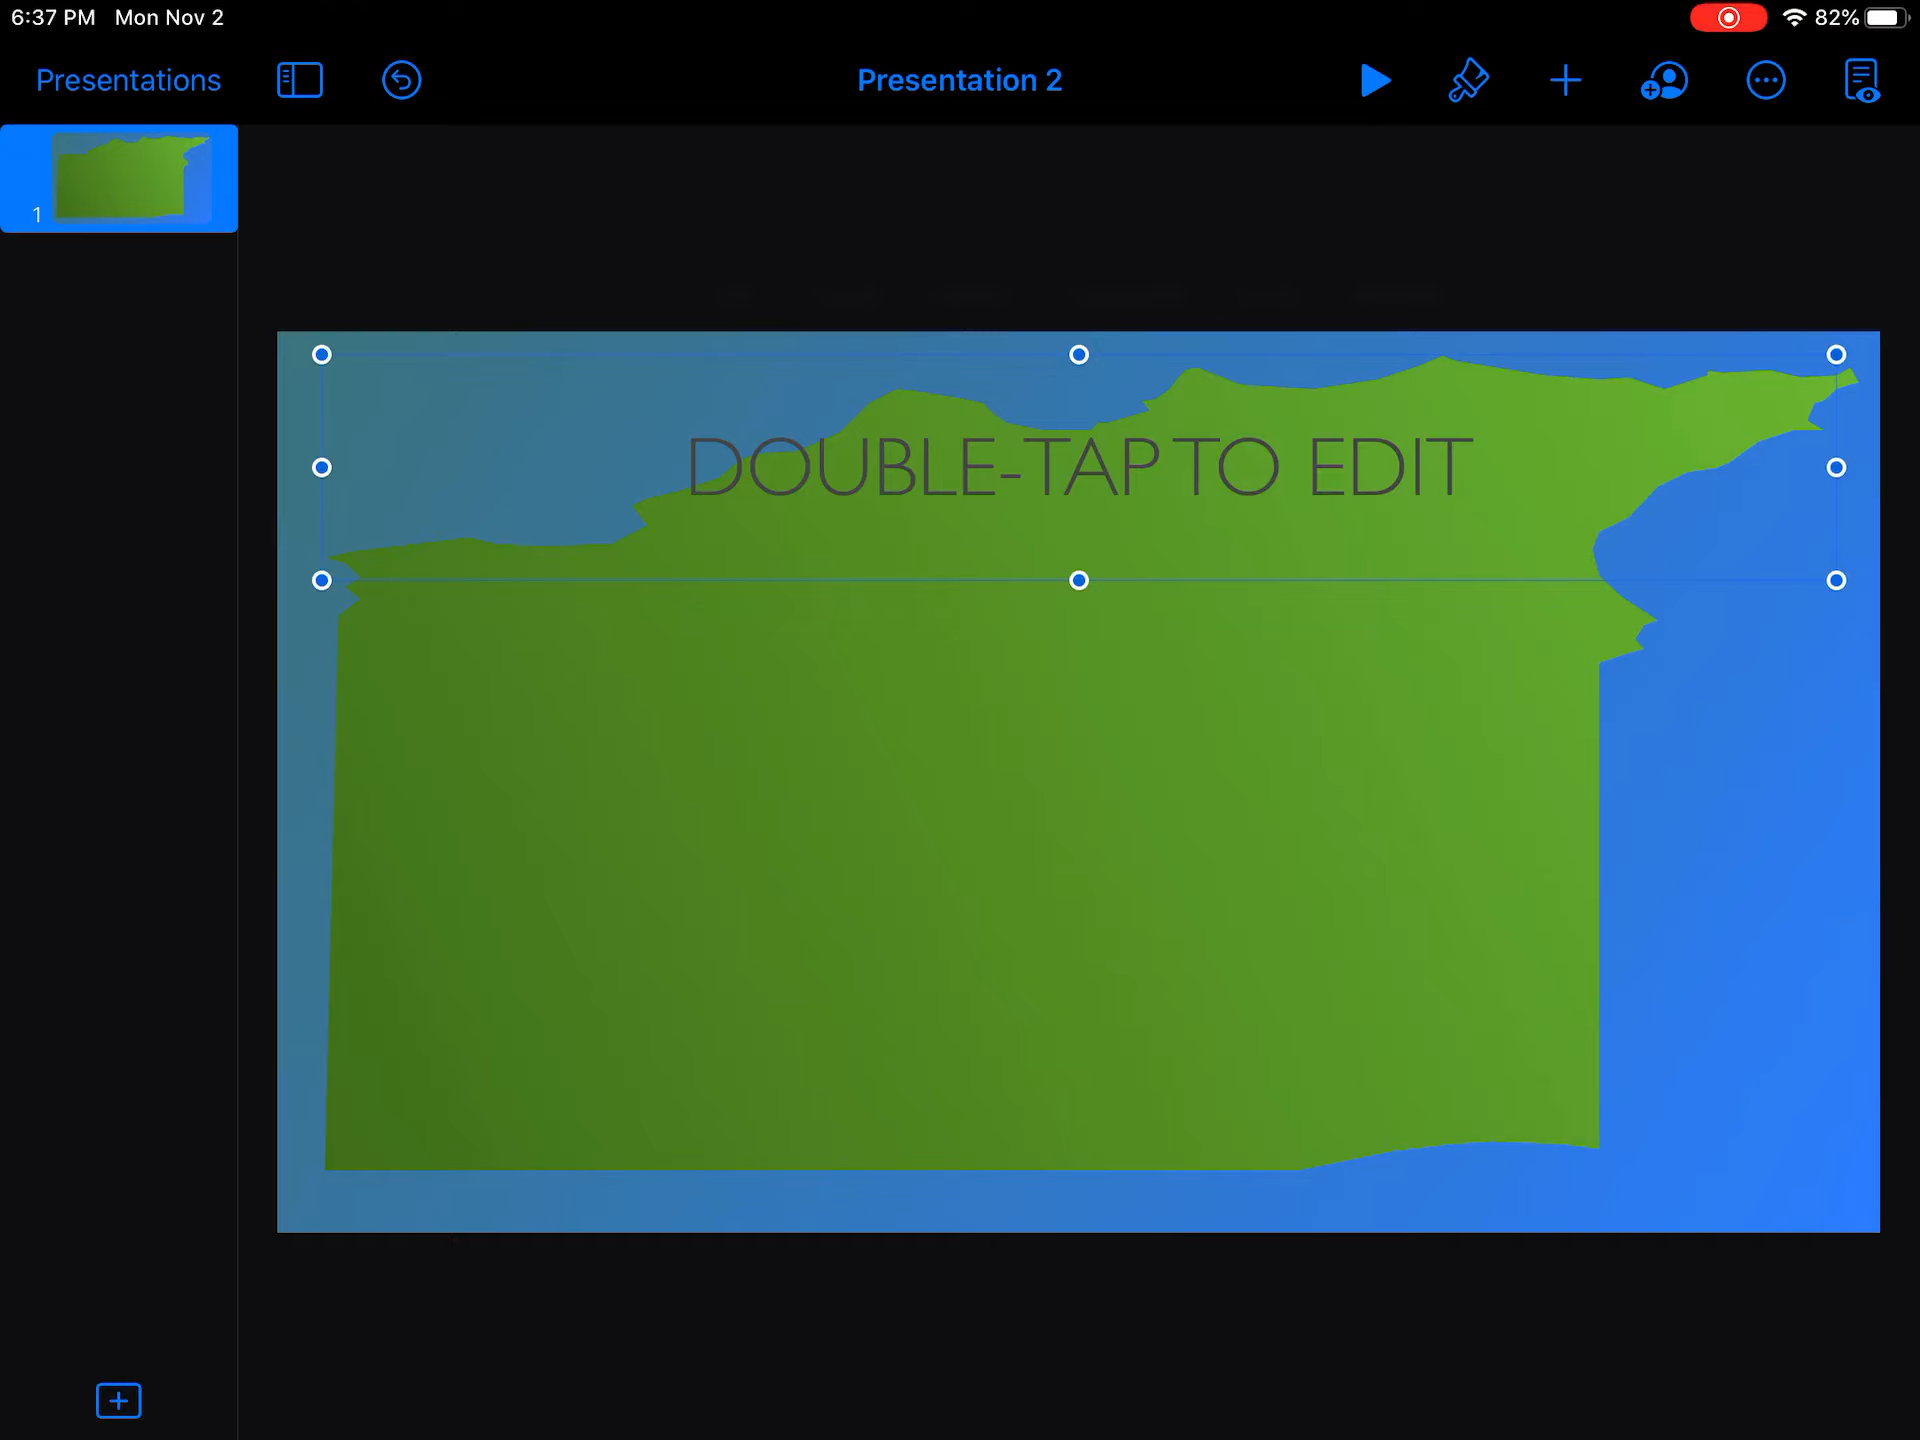 6:37 PM Mon Nov 2
82%
Presentations
Presentation 2
1
DOUBLE-TAP TO EDIT